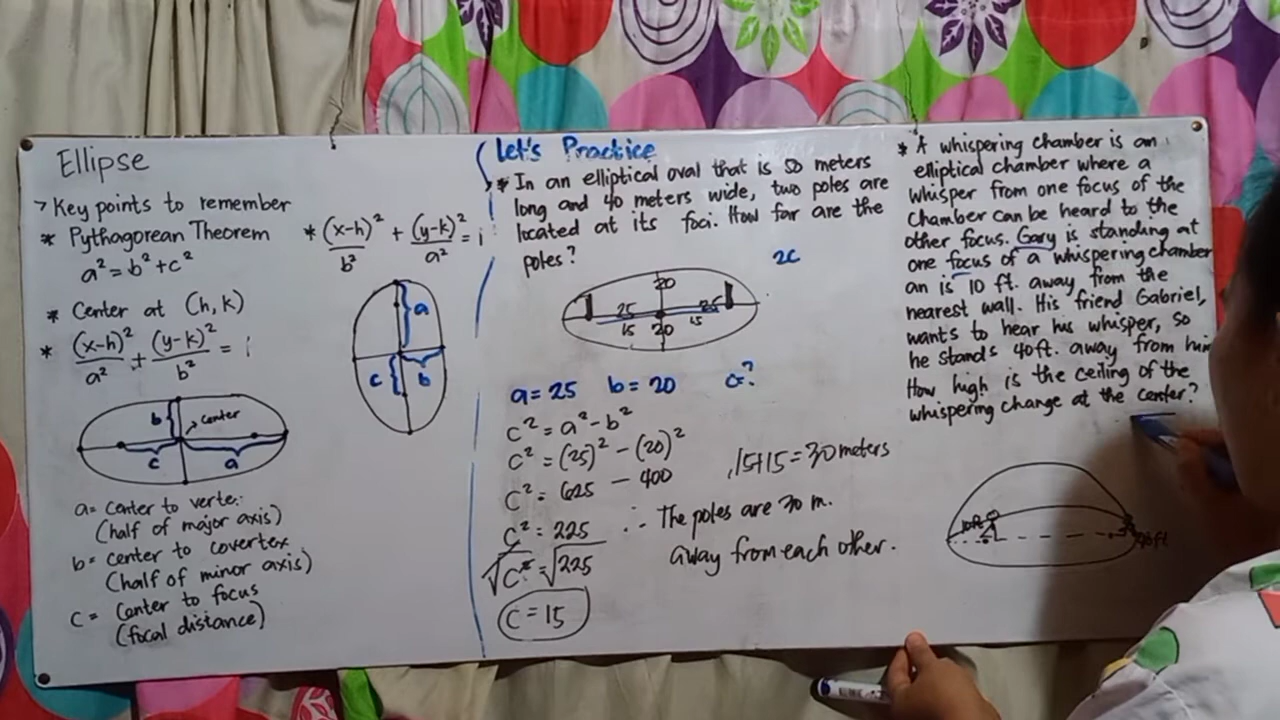 Ellipse
> Key points to remember
* Pythagorean Theorem
a² = b² + c²
* Center at (h, k)
* (x-h)²/a² + (y-k)²/b² = 1
b
> Center
c
a
a = Center to verte
(half of major axis)
b = Center to covertex
(half of minor axis)
c = Center to focus
(focal distance)
* (x-h)²/b² + (y-k)²/a² = 1
a
c
b
Let's Practice
* In an elliptical oval that is 50 meters
long and 40 meters wide, two poles are
located at its foci. How far are the
poles?
2c
20
25
25
15
20
15
a = 25 b = 20 c=?
c² = a² - b²
c² = (25)² - (20)²
c² = 625 - 400
c² = 225
√c² = √225
c = 15
15+15 = 30 meters
∴ The poles are 30 m.
away from each other.
* A whispering chamber is an
elliptical chamber where a
whisper from one focus of the
chamber can be heard to the
other focus. Gary is standing at
one focus of a whispering chamber
an is 10 ft. away from the
nearest wall. His friend Gabriel,
wants to hear his whisper, so
he stands 40ft. away from him
How high is the ceiling of the
whispering change at the center?
10ft
40ft